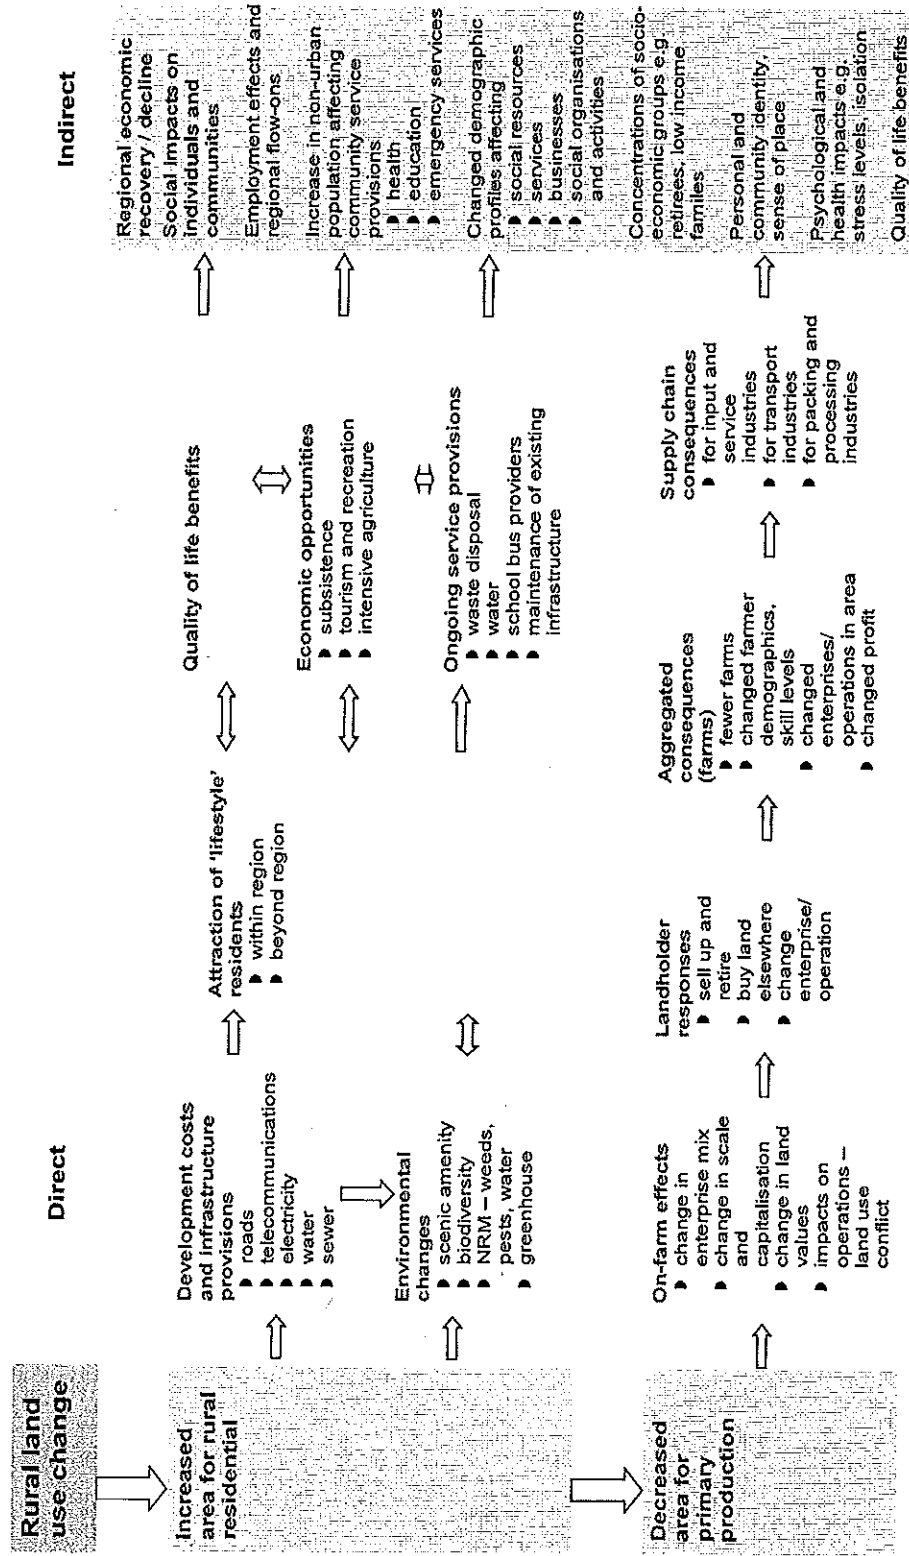 Rural land
use change
Direct
Indirect
Increased
area for rural
residential
Development costs
and infrastructure
provisions
roads
telecommunications
electricity
water
sewer
Environmental
changes
scenic amenity
biodiversity
NRM – weeds,
pests, water
greenhouse
Attraction of 'lifestyle'
residents
within region
beyond region
Quality of life benefits
Economic opportunities
subsistence
tourism and recreation
intensive agriculture
Ongoing service provisions
waste disposal
water
school bus providers
maintenance of existing
infrastructure
Decreased
area for
primary
production
On-farm effects
change in
enterprise mix
change in scale
and
capitalisation
change in land
values
impacts on
operations –
land use
conflict
Landholder
responses
sell up and
retire
buy land
elsewhere
change
enterprise/
operation
Aggregated
consequences
(farms)
fewer farms
changed farmer
demographics,
skill levels
changed
enterprises/
operations in area
changed profit
Supply chain
consequences
for input and
service
industries
for transport
industries
for packing and
processing
industries
Regional economic
recovery / decline
Social Impacts on
individuals and
communities
Employment effects and
regional flow-ons
Increase in non-urban
population affecting
community service
provisions
health
education
emergency services
Changed demographic
profiles, affecting
social resources
services
businesses
social organisations
and activities
Concentrations of socio-
economic groups e.g.
retirees, low income
familes
Personal and
community identity,
sense of place
Psychological and
health impacts e.g.
stress levels, isolation
Quality of life benefits